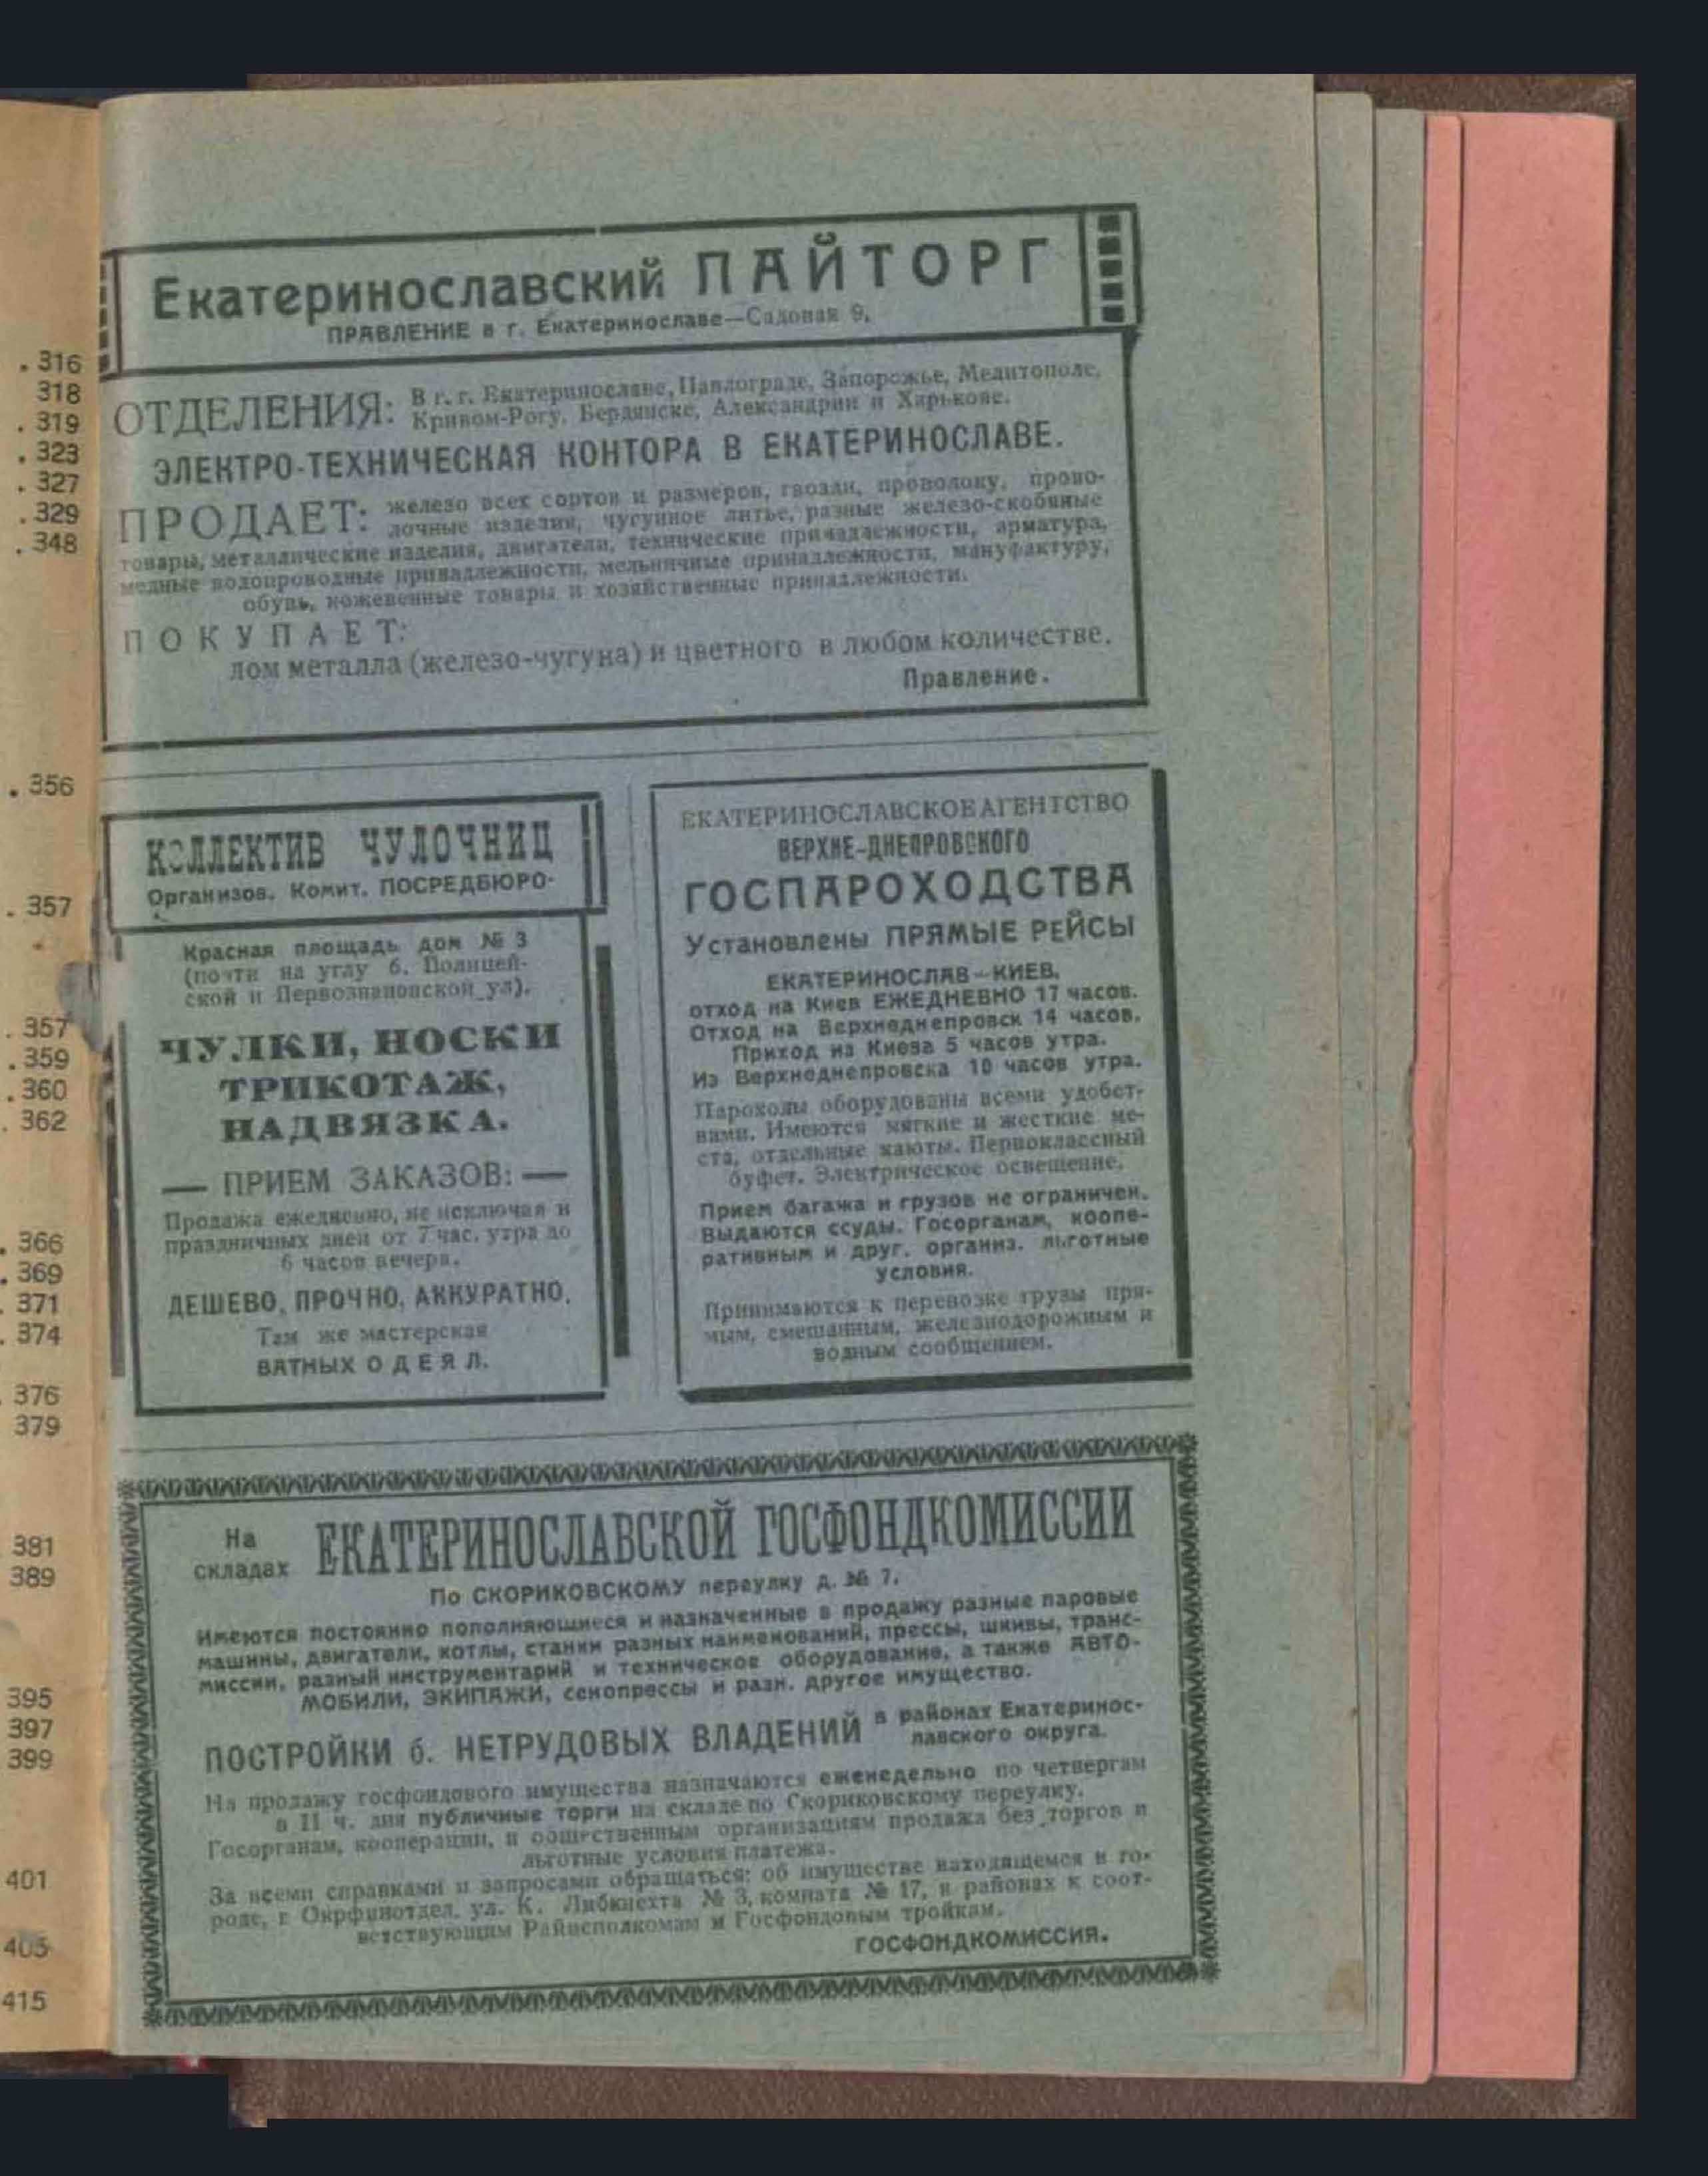 . 316
318
. 319
. 323
. 327
. 329
. 348
. 356
. 357
. 357
. 359
. 360
. 362
. 366
. 369
. 371
. 374
. 376
379
381
389
395
397
399
401
405
415
Екатеринославский ПАЙТОРГ
ПРАВЛЕНИЕ в г. Екатеринославе—Садовая 9.
ОТДЕЛЕНИЯ: В г. г. Екатеринославе, Павлограде, Запорожье, Мелитополе,
Кривом-Рогу, Бердянске, Александрии и Харькове.
ЭЛЕКТРО-ТЕХНИЧЕСКАЯ КОНТОРА В ЕКАТЕРИНОСЛАВЕ.
ПРОДАЕТ: железо всех сортов и размеров, гвозди, проволоку, прово-
лочные изделия, чугунное литье, разные железо-скобяные
товары, металлические изделия, двигатели, технические принадлежности, арматура,
медные водопроводные принадлежности, мельничные принадлежности, мануфактуру,
обувь, кожевенные товары и хозяйственные принадлежности.
ПОКУПАЕТ:
лом металла (железо-чугуна) и цветного в любом количестве.
Правление.
КОЛЛЕКТИВ ЧУЛОЧНИЦ
Организов. Комит. ПОСРЕДБЮРО-
Красная площадь дом № 3
(почти на углу б. Полицей-
ской и Первозвановской ул).
ЧУЛКИ, НОСКИ
ТРИКОТАЖ,
НАДВЯЗКА.
— ПРИЕМ ЗАКАЗОВ: —
Продажа ежедневно, не исключая и
праздничных дней от 7 час. утра до
6 часов вечера.
ДЕШЕВО, ПРОЧНО, АККУРАТНО.
Там же мастерская
ВАТНЫХ ОДЕЯЛ.
ЕКАТЕРИНОСЛАВСКОЕ АГЕНТСТВО
ВЕРХНЕ-ДНЕПРОВСКОГО
ГОСПАРОХОДСТВА
Установлены ПРЯМЫЕ РЕЙСЫ
ЕКАТЕРИНОСЛАВ—КИЕВ.
отход на Киев ЕЖЕДНЕВНО 17 часов.
Отход на Верхнеднепровск 14 часов.
Приход из Киева 5 часов утра.
Из Верхнеднепровска 10 часов утра.
Пароходы оборудованы всеми удобст-
вами. Имеются мягкие и жесткие ме-
ста, отдельные каюты. Первоклассный
буфет. Электрическое освещение.
Прием багажа и грузов не ограничен.
Выдаются ссуды. Госорганам, коопе-
ративным и друг. организ. льготные
условия.
Принимаются к перевозке грузы пря-
мым, смешанным, железнодорожным и
водным сообщением.
На складах ЕКАТЕРИНОСЛАВСКОЙ ГОСФОНДКОМИССИИ
По СКОРИКОВСКОМУ переулку д. № 7.
Имеются постоянно пополняющиеся и назначенные в продажу разные паровые
машины, двигатели, котлы, станки разных наименований, прессы, шкивы, транс-
миссии, разный инструментарий и техническое оборудование, а также АВТО-
МОБИЛИ, ЭКИПАЖИ, сенопрессы и разн. другое имущество.
ПОСТРОЙКИ б. НЕТРУДОВЫХ ВЛАДЕНИЙ в районах Екатеринос-
лавского округа.
На продажу госфондового имущества назначаются еженедельно по четвергам
в 11 ч. дня публичные торги на складе по Скориковскому переулку.
Госорганам, кооперации, и общественным организациям продажа без торгов и
льготные условия платежа.
За всеми справками и запросами обращаться: об имуществе находящемся в го-
роде, в Окрфинотдел, ул. К. Либкнехта № 3, комната № 17, в районах к соот-
ветствующим Райисполкомам и Госфондовым тройкам.
ГОСФОНДКОМИССИЯ.